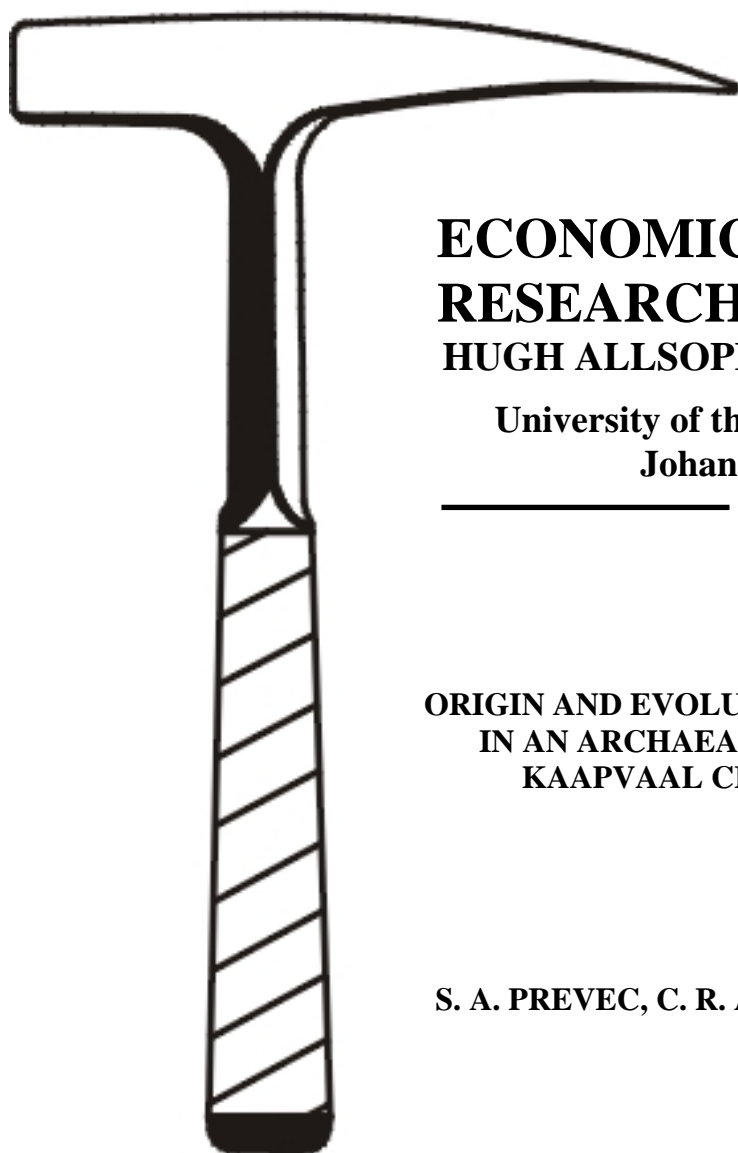 ECONOMIC
RESEARCH
HUGH ALLSOP
University of th
Johan
ORIGIN AND EVOLU
IN AN ARCHAEA
KAAPVAAL C
S. A. PREVEC, C. R. A